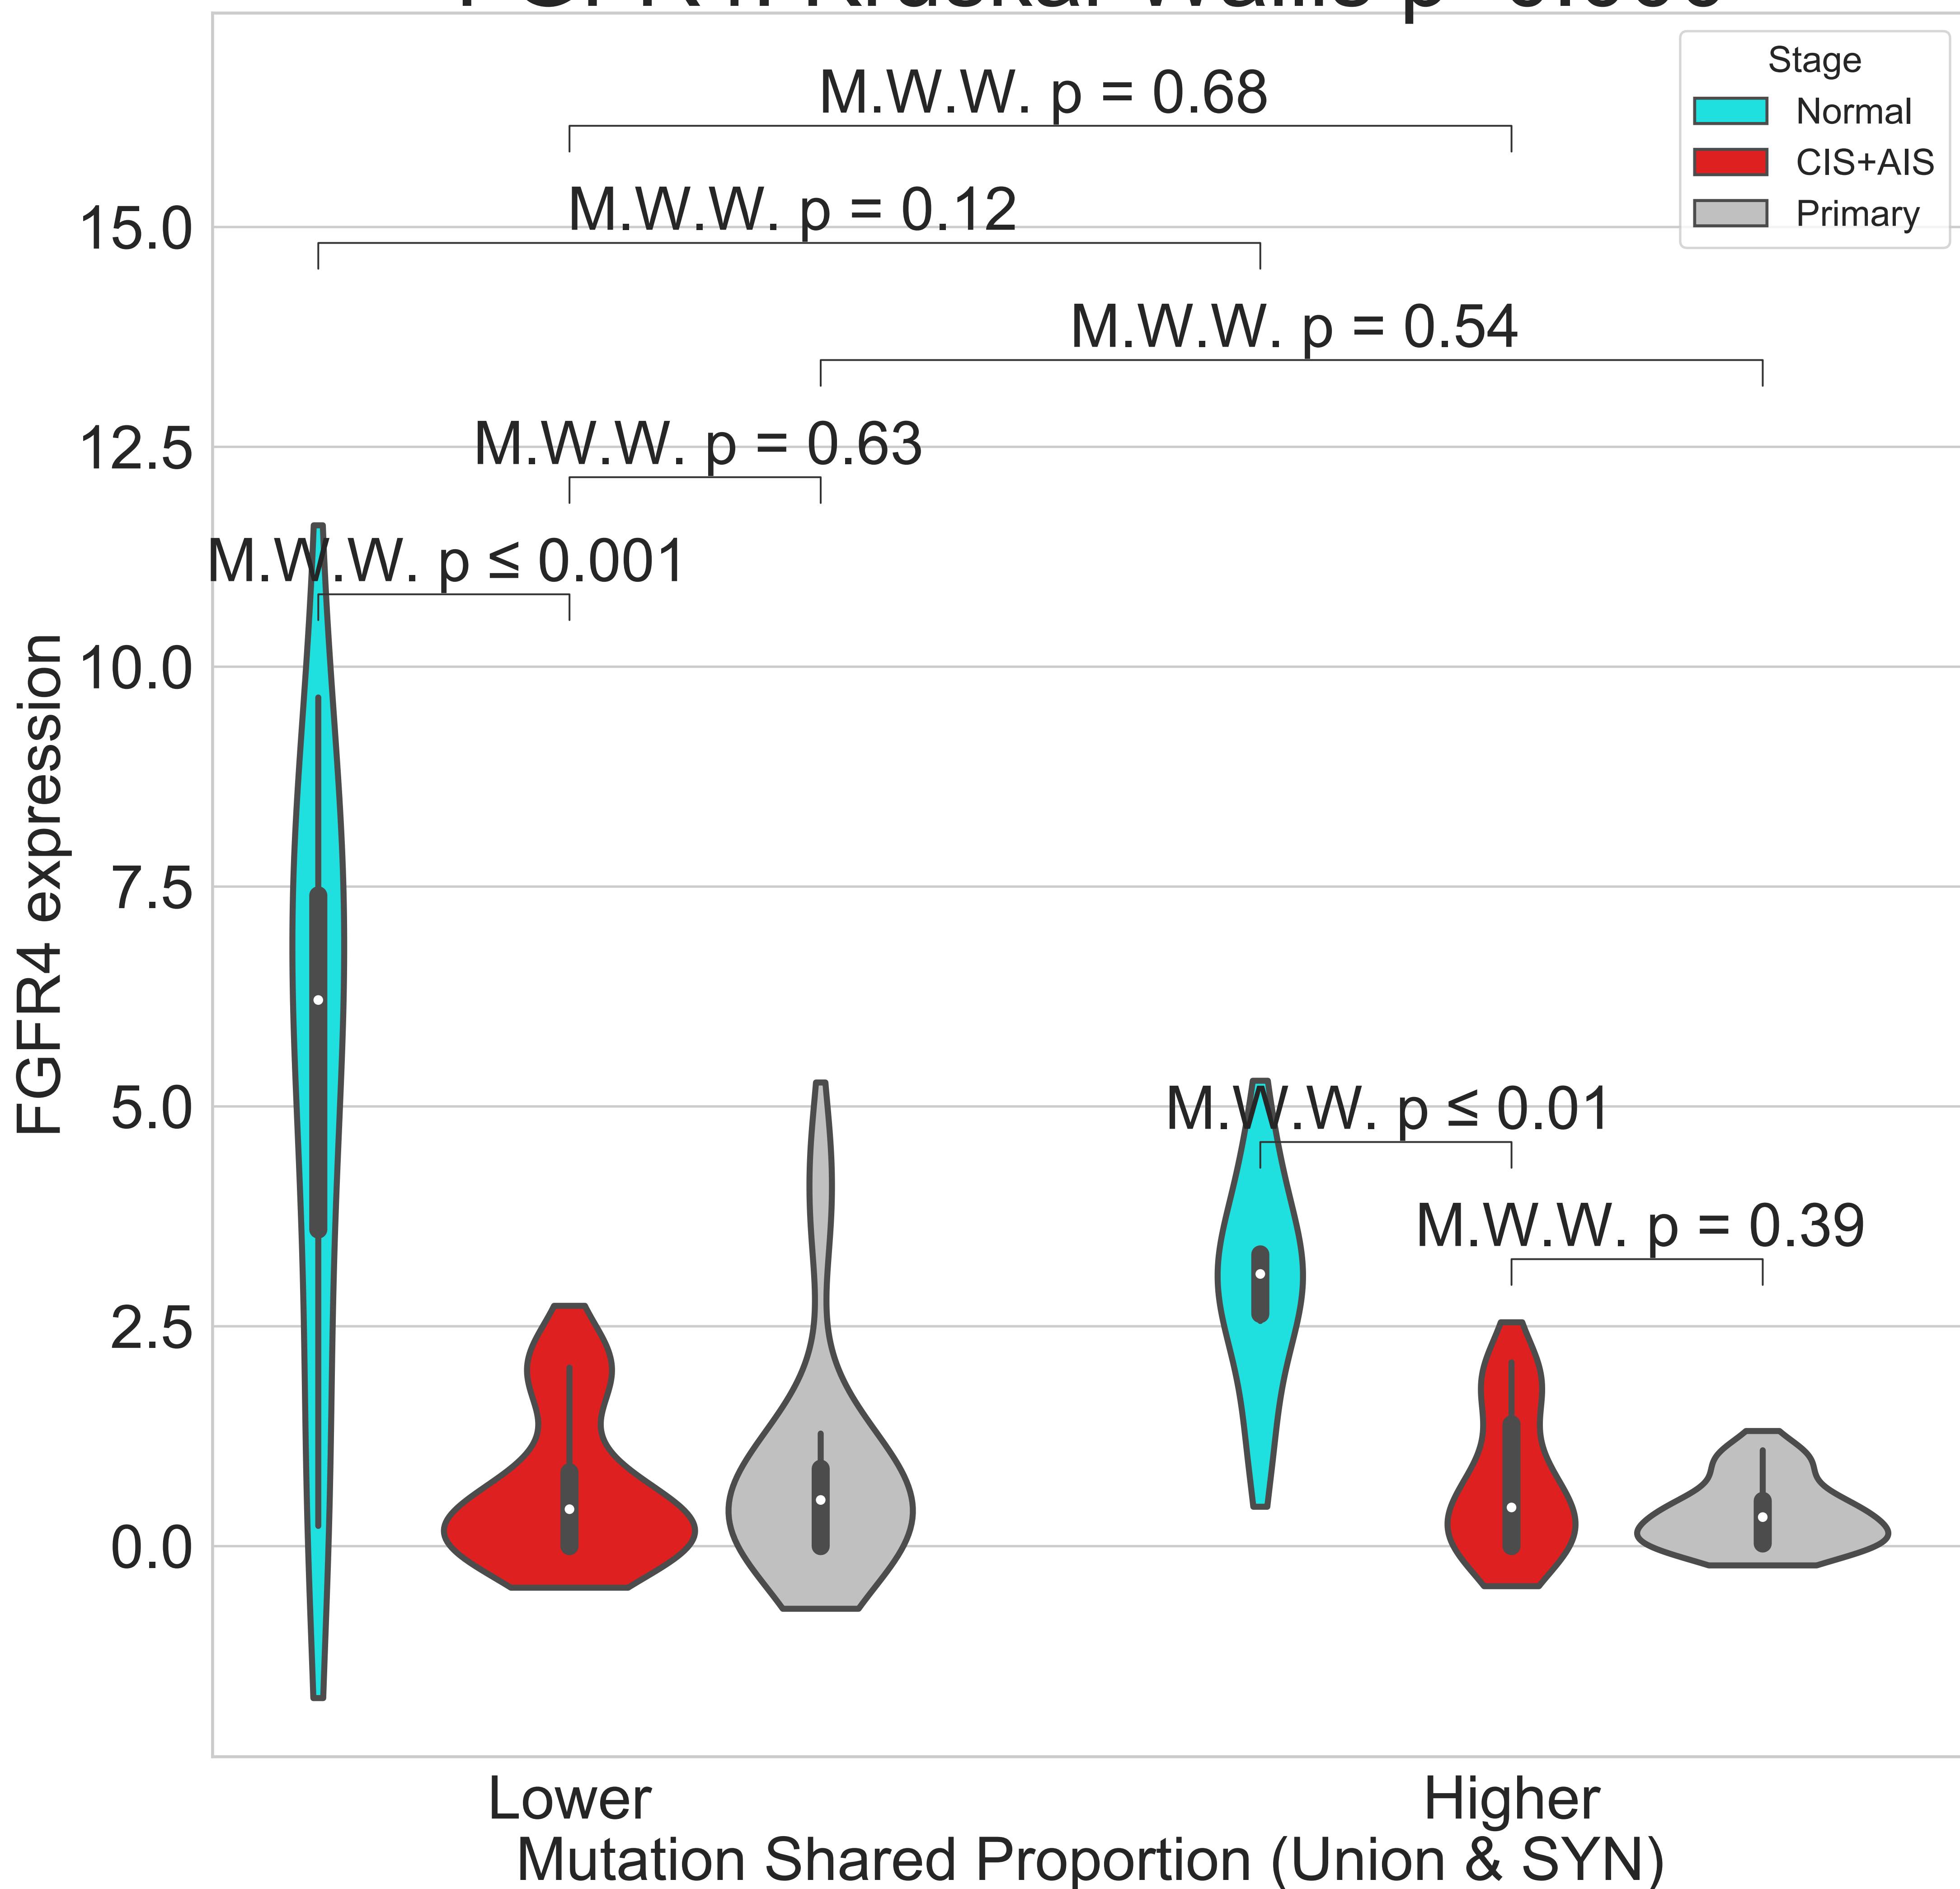 Stage
Normal
CIS+AIS
Primary
M.W.W. p = 0.68
M.W.W. p = 0.12
M.W.W. p = 0.54
M.W.W. p = 0.63
M.W.W. p ≤ 0.001
M.W.W. p ≤ 0.01
M.W.W. p = 0.39
15.0
12.5
10.0
7.5
5.0
2.5
0.0
FGFR4 expression
Lower
Higher
Mutation Shared Proportion (Union & SYN)